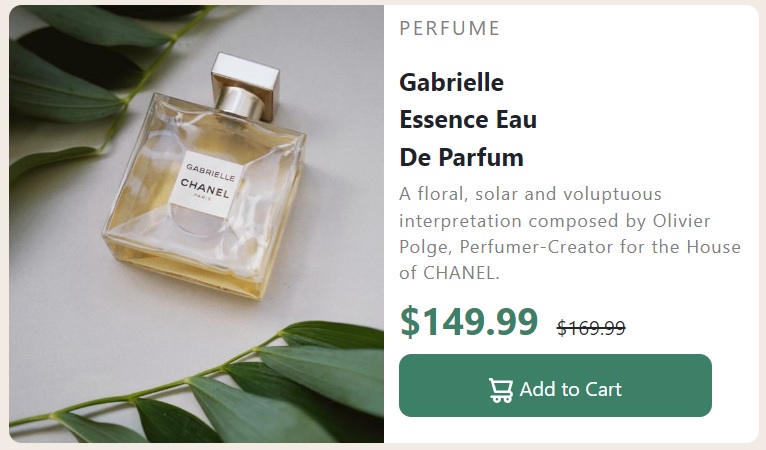 GABRIELLE
CHANEL
PARIS
PERFUME
Gabrielle
Essence Eau
De Parfum
A floral, solar and voluptuous
interpretation composed by Olivier
Polge, Perfumer-Creator for the House
of CHANEL.
$149.99 $169.99
Add to Cart